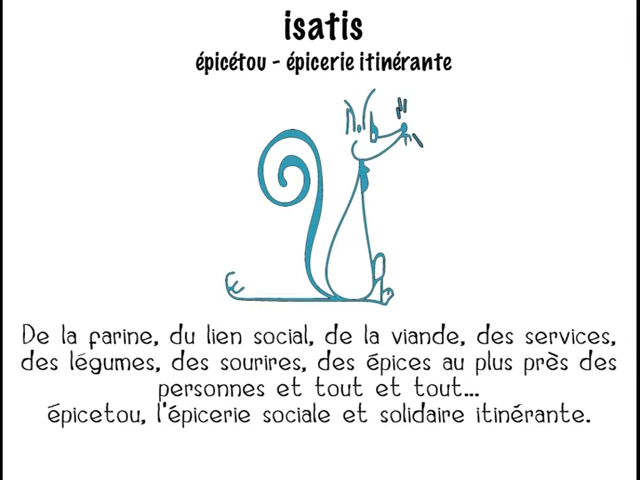 isatis
épicétou - épicerie itinérante
De la farine, du lien social, de la viande, des services,
des légumes, des sourires, des épices au plus près des
personnes et tout et tout...
épicetou, l'épicerie sociale et solidaire itinérante.